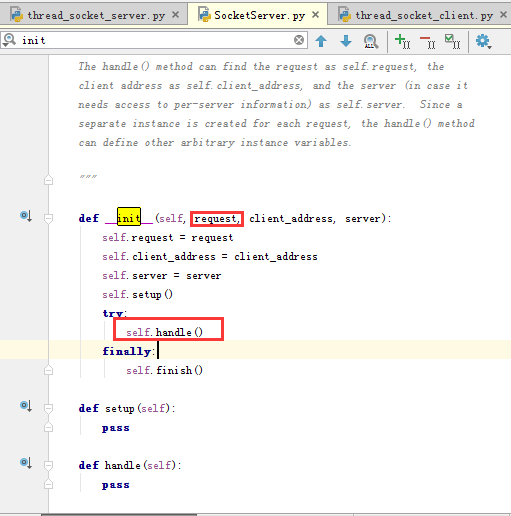 thread_socket_server.py × SocketServer.py × thread_socket_client.py ×
init
The handle() method can find the request as self.request, the
client address as self.client_address, and the server (in case it
needs access to per-server information) as self.server. Since a
separate instance is created for each request, the handle() method
can define other arbitrary instance variables.
"""
def __init__(self, request, client_address, server):
self.request = request
self.client_address = client_address
self.server = server
self.setup()
try:
self.handle()
finally:
self.finish()
def setup(self):
pass
def handle(self):
pass